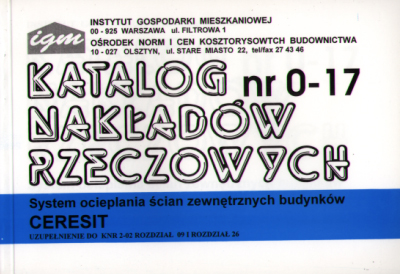 igm
INSTYTUT GOSPODARKI MIESZKANIOWEJ
00 - 925 WARSZAWA ul. FILTROWA 1
OŚRODEK NORM I CEN KOSZTORYSOWYCH BUDOWNICTWA
10 - 027 OLSZTYN, ul. STARE MIASTO 22, tel/fax 27 43 46
KATALOG nr 0-17
NAKŁADÓW
RZECZOWYCH
System ocieplania ścian zewnętrznych budynków
CERESIT
UZUPEŁNIENIE DO KNR 2-02 ROZDZIAŁ 09 I ROZDZIAŁ 26